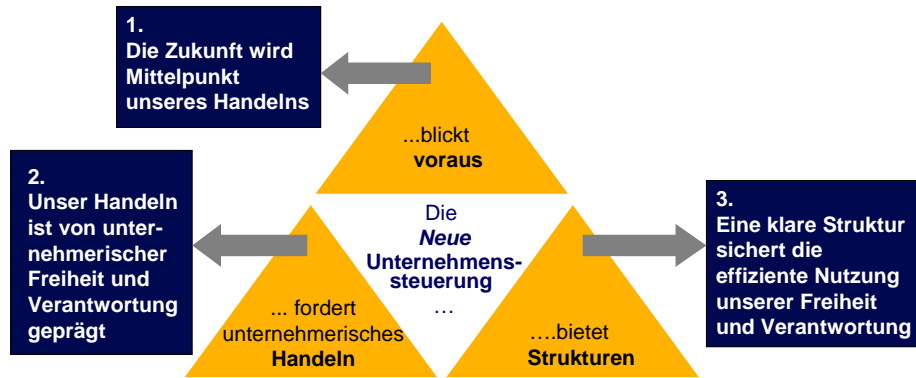 1.
Die Zukunft wird
Mittelpunkt
unseres Handelns
...blickt
voraus
2.
Unser Handeln
ist von unter-
nehmerischer
Freiheit und
Verantwortung
geprägt
Die
Neue
Unternehmens-
steuerung
…
3.
Eine klare Struktur
sichert die
effiziente Nutzung
unserer Freiheit
und Verantwortung
... fordert
unternehmerisches
Handeln
….bietet
Strukturen